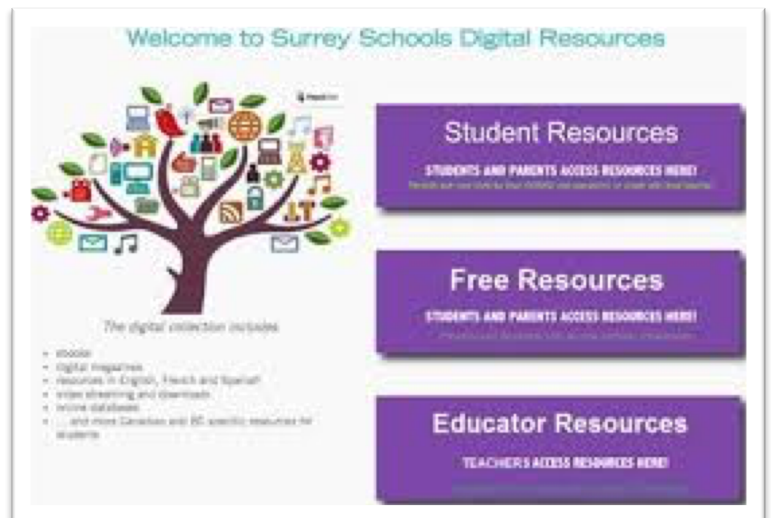 Welcome to Surrey Schools Digital Resources
Student Resources
STUDENTS AND PARENTS ACCESS RESOURCES HERE!
Free Resources
STUDENTS AND PARENTS ACCESS RESOURCES HERE!
Educator Resources
TEACHERS ACCESS RESOURCES HERE!
The digital collection includes
ebooks
digital magazines
resources in English, French and Spanish
video streaming and downloads
online databases
... and more Canadian and BC specific resources for
students